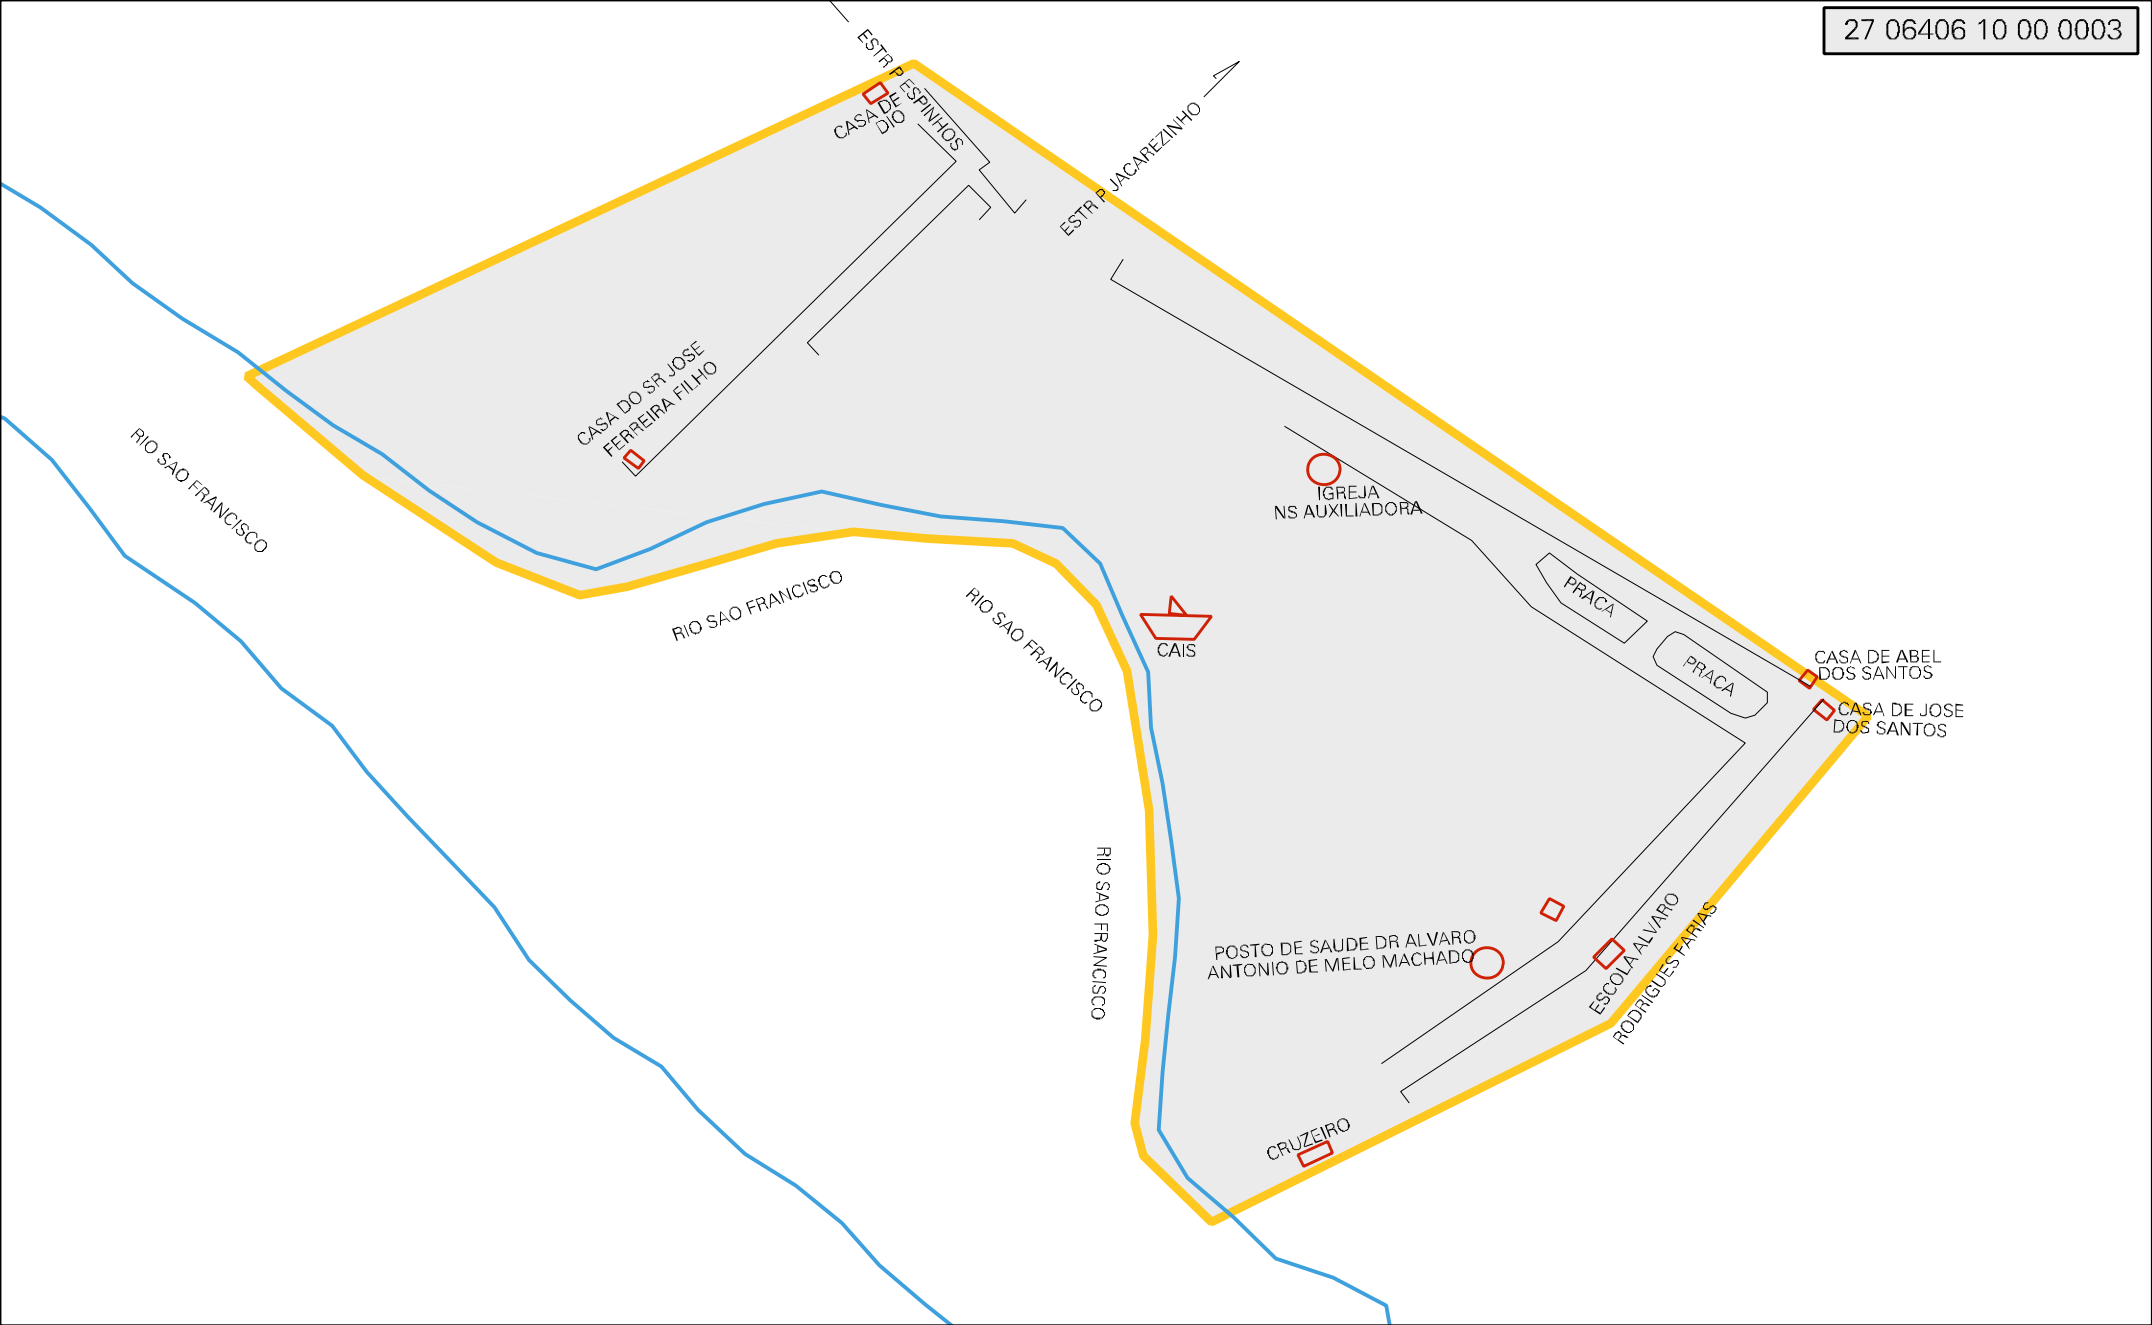 27 06406 10 00 0003
ESTR P ESPINHOS
CASA DE
DIO
ESTR P JACAREZINHO
CASA DO SR JOSE
FERREIRA FILHO
RIO SAO FRANCISCO
IGREJA
NS AUXILIADORA
RIO SAO FRANCISCO
RIO SAO FRANCISCO
PRACA
CAIS
PRACA
CASA DE ABEL
DOS SANTOS
CASA DE JOSE
DOS SANTOS
RIO SAO FRANCISCO
POSTO DE SAUDE DR ALVARO
ANTONIO DE MELO MACHADO
ESCOLA ALVARO
RODRIGUES FARIAS
CRUZEIRO